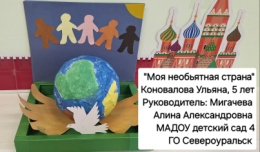 "Моя необъятная страна"
Коновалова Ульяна, 5 лет
Руководитель: Мигачева
Алина Александровна
МАДОУ детский сад 4
ГО Североуральск